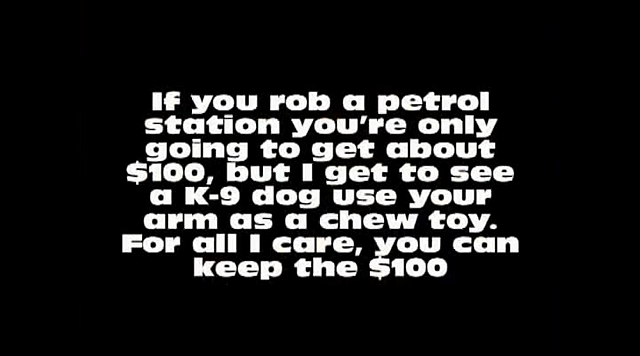 If you rob a petrol
station you're only
going to get about
$100, but I get to see
a K-9 dog use your
arm as a chew toy.
For all I care, you can
keep the $100